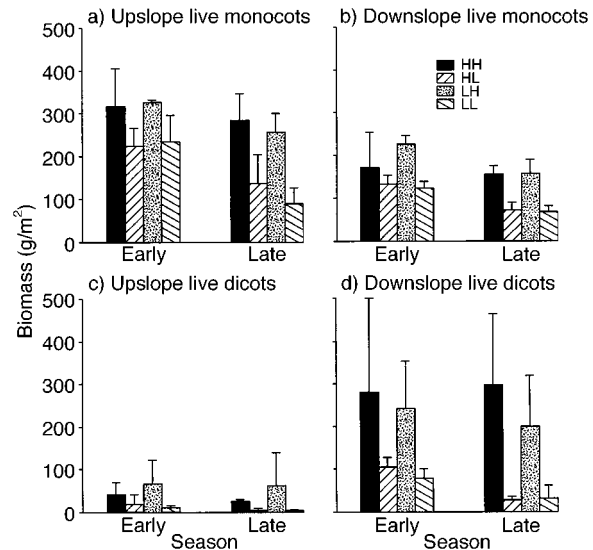 a) Upslope live monocots
b) Downslope live monocots
500
400
300
200
100
0
HH
HL
LH
LL
Early
Late
Early
Late
Biomass (g/m²)
c) Upslope live dicots
d) Downslope live dicots
500
400
300
200
100
0
Early
Late
Early
Late
Season
Season